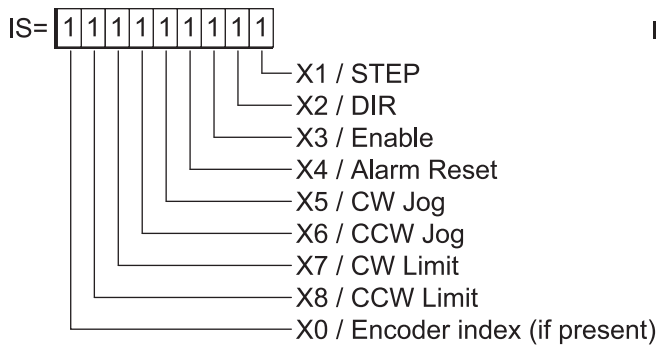 IS= 1 1 1 1 1 1 1 1 1
X1 / STEP
X2 / DIR
X3 / Enable
X4 / Alarm Reset
X5 / CW Jog
X6 / CCW Jog
X7 / CW Limit
X8 / CCW Limit
X0 / Encoder index (if present)